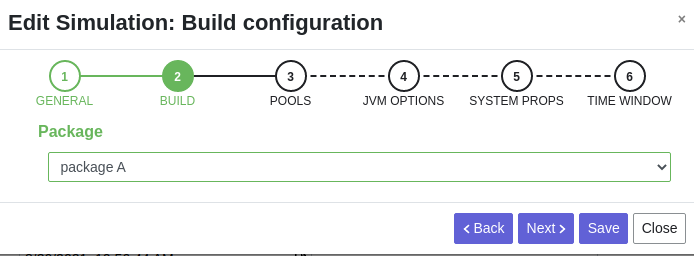 Edit Simulation: Build configuration
×
1 2 3 4 5 6
GENERAL BUILD POOLS JVM OPTIONS SYSTEM PROPS TIME WINDOW
Package
package A
Back Next Save Close